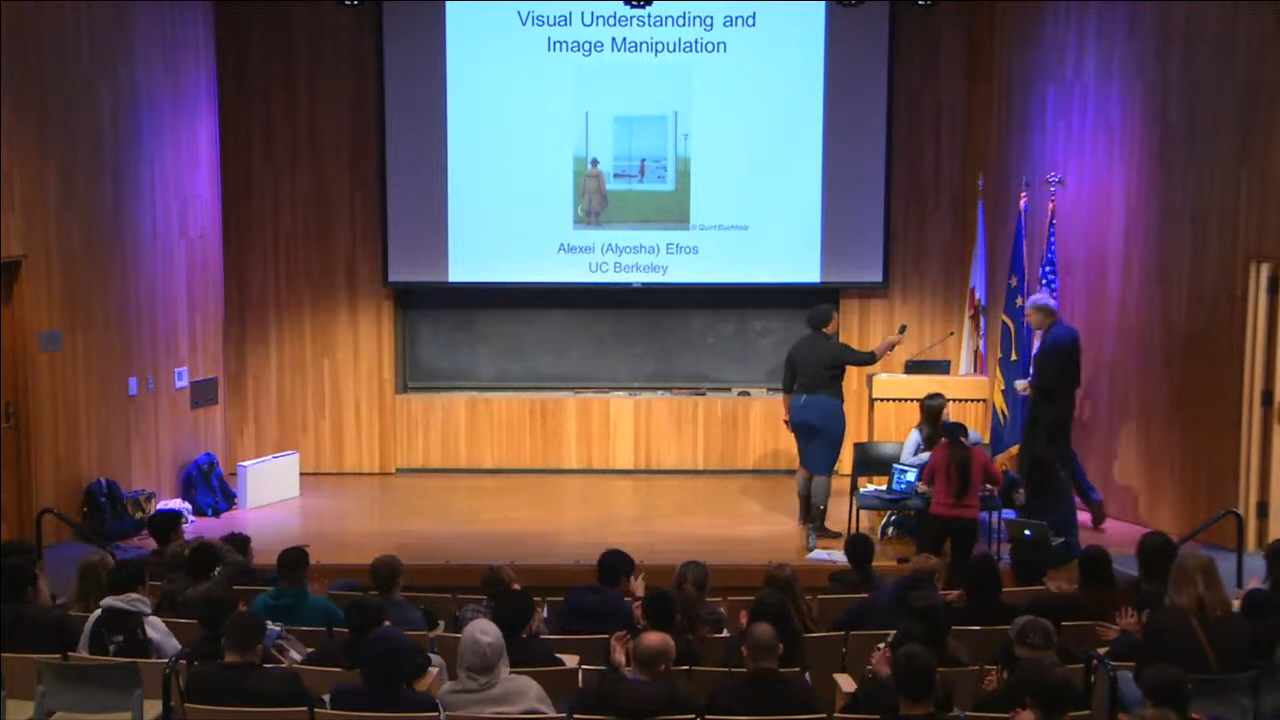 Visual Understanding and
Image Manipulation
© Quint Buchholz
Alexei (Alyosha) Efros
UC Berkeley